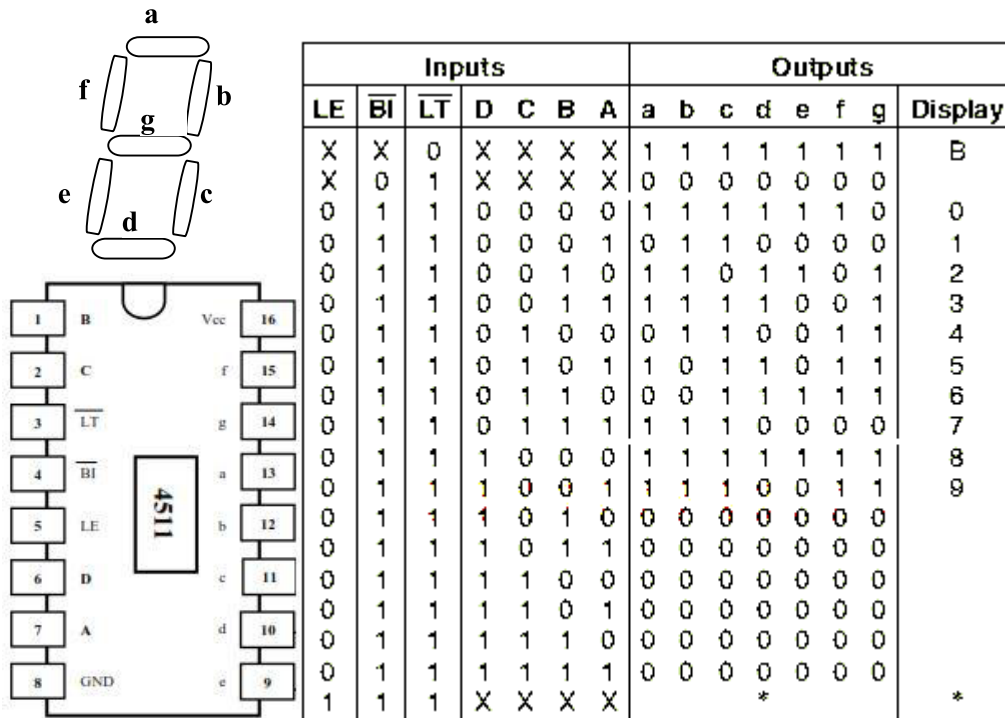 a
f
b
g
e
c
d
1 B Vcc 16
2 C f 15
3 LT g 14
4 BI a 13
5 LE b 12
6 D c 11
7 A d 10
8 GND e 9
4511
Inputs Outputs
LE BI LT D C B A a b c d e f g Display
X X 0 X X X X 1 1 1 1 1 1 1 B
X 0 1 X X X X 0 0 0 0 0 0 0
0 1 1 0 0 0 0 1 1 1 1 1 1 0 0
0 1 1 0 0 0 1 0 1 1 0 0 0 0 1
0 1 1 0 0 1 0 1 1 0 1 1 0 1 2
0 1 1 0 0 1 1 1 1 1 1 0 0 1 3
0 1 1 0 1 0 0 0 1 1 0 0 1 1 4
0 1 1 0 1 0 1 1 0 1 1 0 1 1 5
0 1 1 0 1 1 0 0 0 1 1 1 1 1 6
0 1 1 0 1 1 1 1 1 1 0 0 0 0 7
0 1 1 1 0 0 0 1 1 1 1 1 1 1 8
0 1 1 1 0 0 1 1 1 1 0 0 1 1 9
0 1 1 1 0 1 0 0 0 0 0 0 0 0
0 1 1 1 0 1 1 0 0 0 0 0 0 0
0 1 1 1 1 0 0 0 0 0 0 0 0 0
0 1 1 1 1 0 1 0 0 0 0 0 0 0
0 1 1 1 1 1 0 0 0 0 0 0 0 0
0 1 1 1 1 1 1 0 0 0 0 0 0 0
1 1 1 X X X X * *